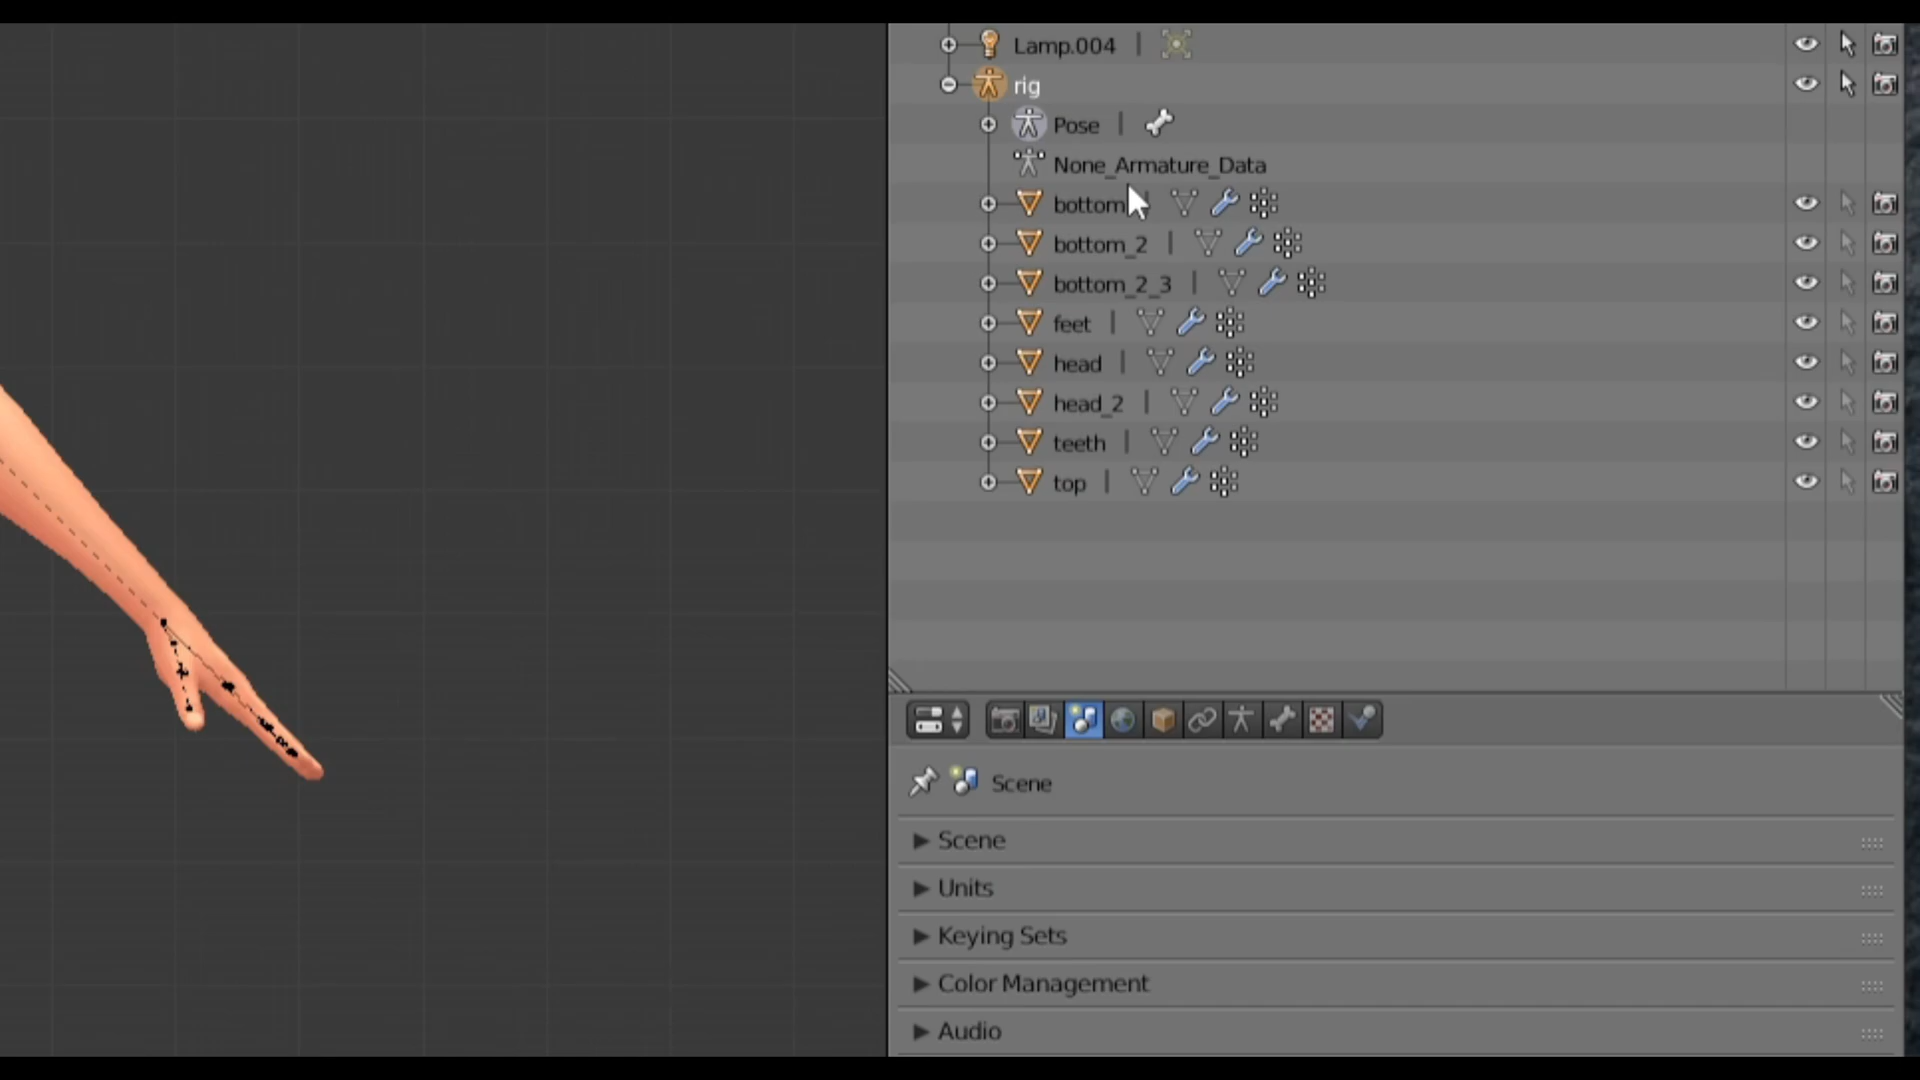 Lamp.004
rig
Pose
None_Armature_Data
bottom
bottom_2
bottom_2_3
feet
head
head_2
teeth
top
Scene
Scene
Units
Keying Sets
Color Management
Audio